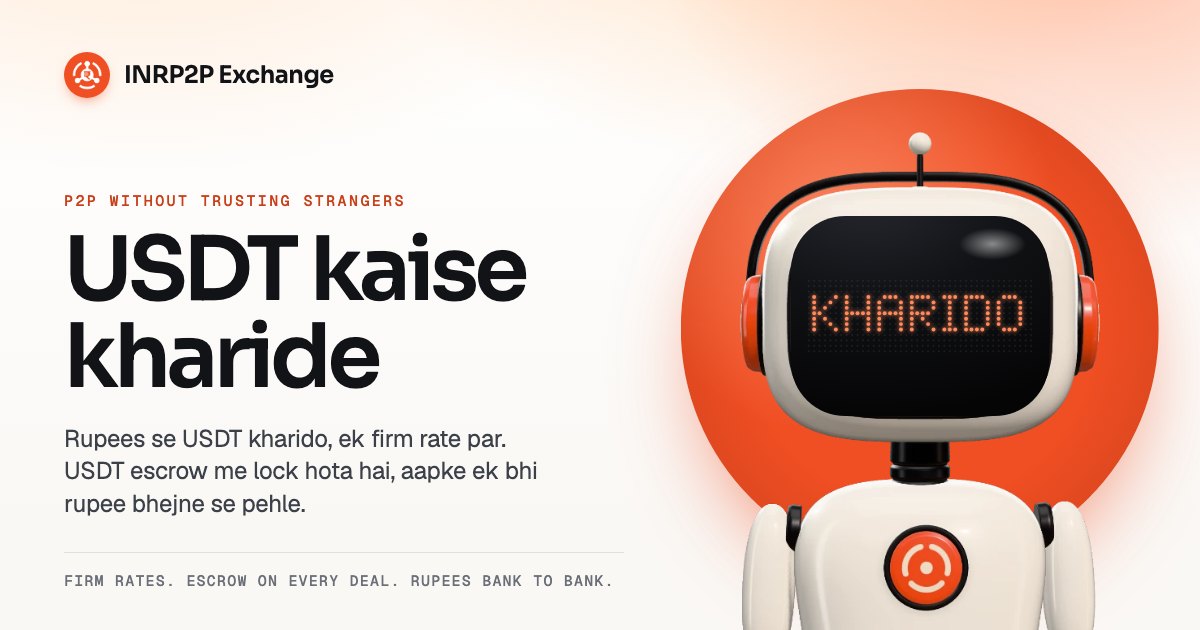 INRP2P Exchange
P2P WITHOUT TRUSTING STRANGERS
USDT kaise
kharide
Rupees se USDT kharido, ek firm rate par.
USDT escrow me lock hota hai, aapke ek bhi
rupee bhejne se pehle.
FIRM RATES. ESCROW ON EVERY DEAL. RUPEES BANK TO BANK.
KHARIDO